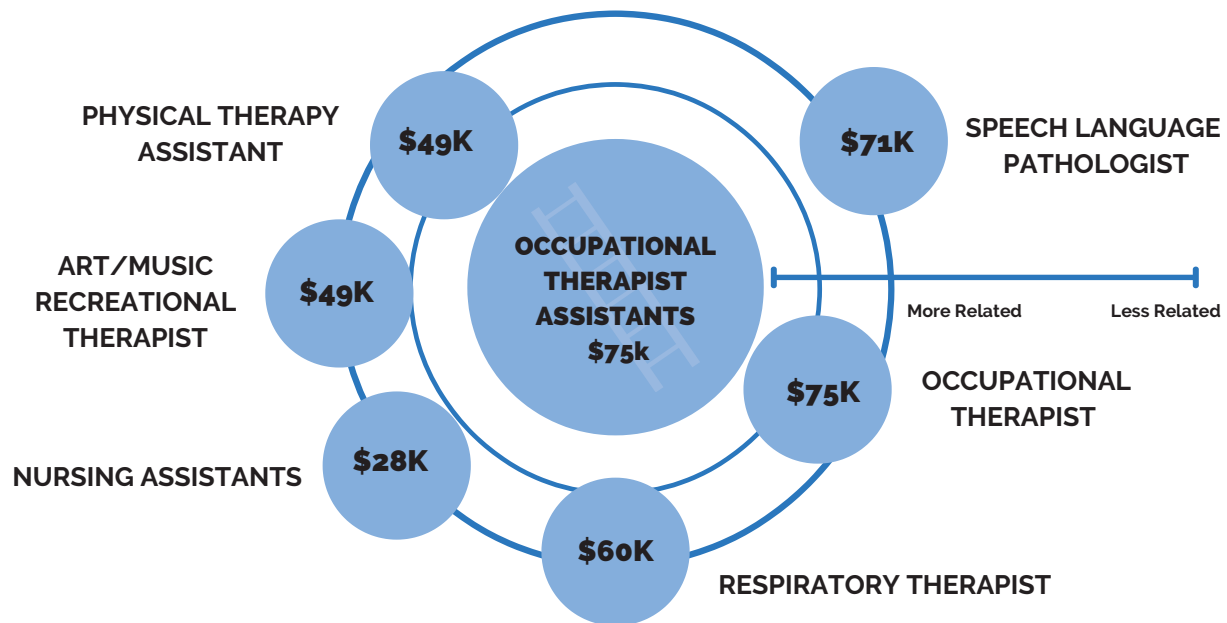 PHYSICAL THERAPY
ASSISTANT
$49K
$71K
SPEECH LANGUAGE
PATHOLOGIST
ART/MUSIC
RECREATIONAL
THERAPIST
$49K
OCCUPATIONAL
THERAPIST
ASSISTANTS
$75k
More Related
Less Related
$75K
OCCUPATIONAL
THERAPIST
NURSING ASSISTANTS
$28K
$60K
RESPIRATORY THERAPIST